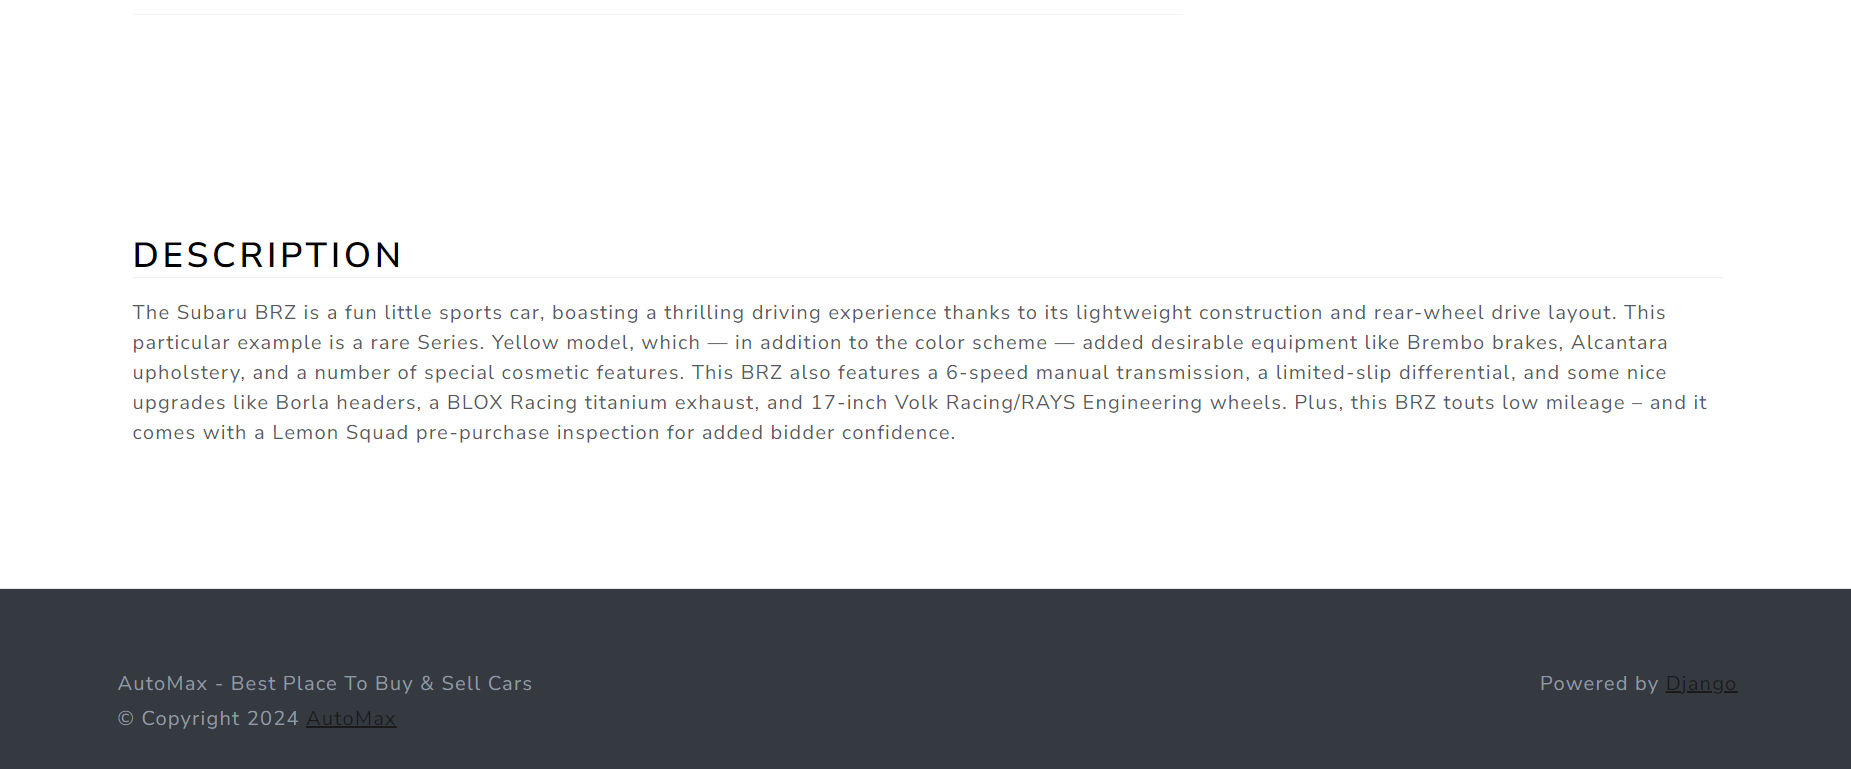 DESCRIPTION
The Subaru BRZ is a fun little sports car, boasting a thrilling driving experience thanks to its lightweight construction and rear-wheel drive layout. This
particular example is a rare Series. Yellow model, which — in addition to the color scheme — added desirable equipment like Brembo brakes, Alcantara
upholstery, and a number of special cosmetic features. This BRZ also features a 6-speed manual transmission, a limited-slip differential, and some nice
upgrades like Borla headers, a BLOX Racing titanium exhaust, and 17-inch Volk Racing/RAYS Engineering wheels. Plus, this BRZ touts low mileage – and it
comes with a Lemon Squad pre-purchase inspection for added bidder confidence.
AutoMax - Best Place To Buy & Sell Cars
Powered by Django
© Copyright 2024 AutoMax